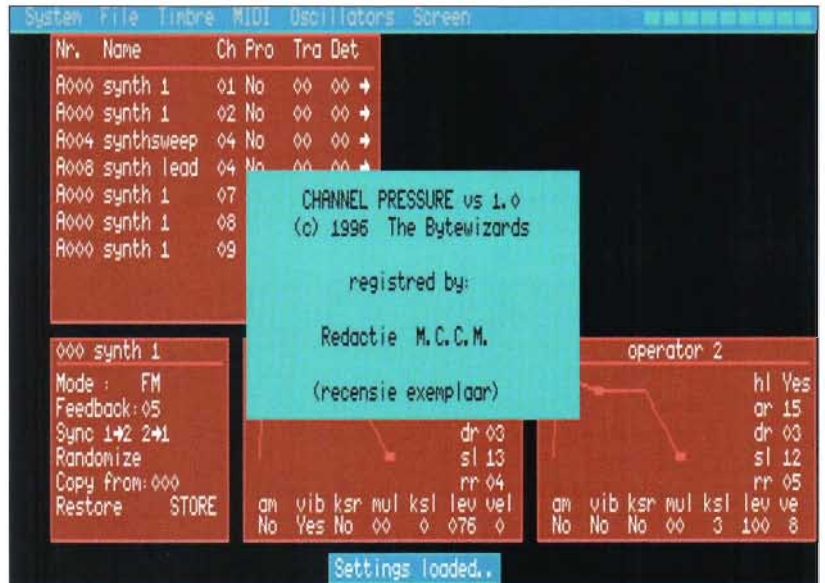 System File Timbre MIDI Oscillators Screen
Nr. Name Ch Pro Tra Det
A000 synth 1 01 No 00 00 →
A000 synth 1 02 No 00 00 →
A004 synthsweep 04 No 00 00 →
A008 synth lead 04 No 00 00 →
A000 synth 1 07
A000 synth 1 08
A000 synth 1 09
CHANNEL PRESSURE vs 1.0
(c) 1996 The Bytewizards
registred by:
Redactie M.C.C.M.
(recensie exemplaar)
000 synth 1
Mode : FM
Feedback:05
Sync 1→2 2→1
Randomize
Copy from:000
Restore STORE
dr 03
sl 13
rr 04
am vib ksr mul ksl lev vel
No Yes No 00 0 076 0
operator 2
hl Yes
ar 15
dr 03
sl 12
rr 05
am vib ksr mul ksl lev ve
No No No 00 3 100 8
Settings loaded..